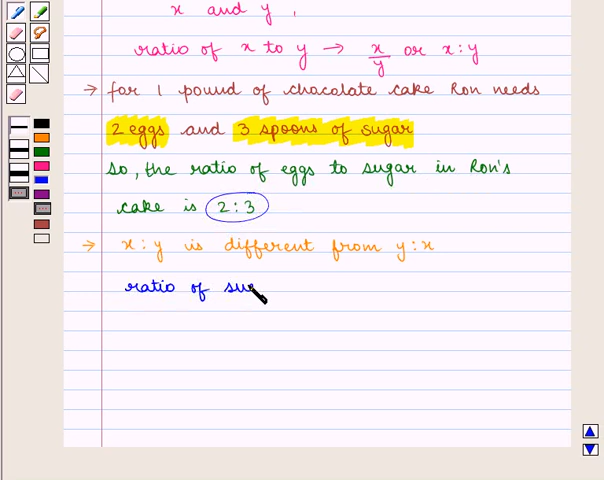 x and y,
ratio of x to y → x/y or x:y
→ for 1 pound of chocolate cake Ron needs
2 eggs and 3 spoons of sugar
So, the ratio of eggs to sugar in Ron's
cake is 2:3
→ x:y is different from y:x
ratio of su